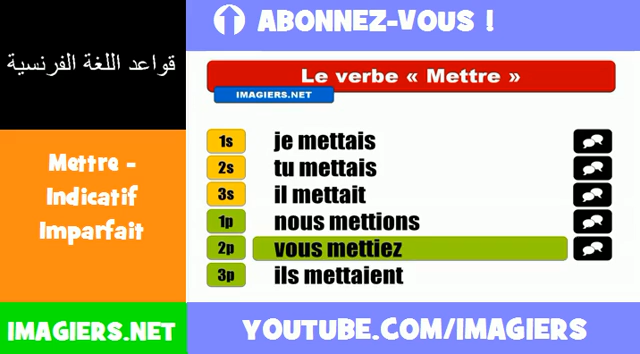 قواعد اللغة الفرنسية
Mettre -
Indicatif
Imparfait
IMAGIERS.NET
ABONNEZ-VOUS !
Le verbe « Mettre »
IMAGIERS.NET
1s je mettais
2s tu mettais
3s il mettait
1p nous mettions
2p vous mettiez
3p ils mettaient
YOUTUBE.COM/IMAGIERS